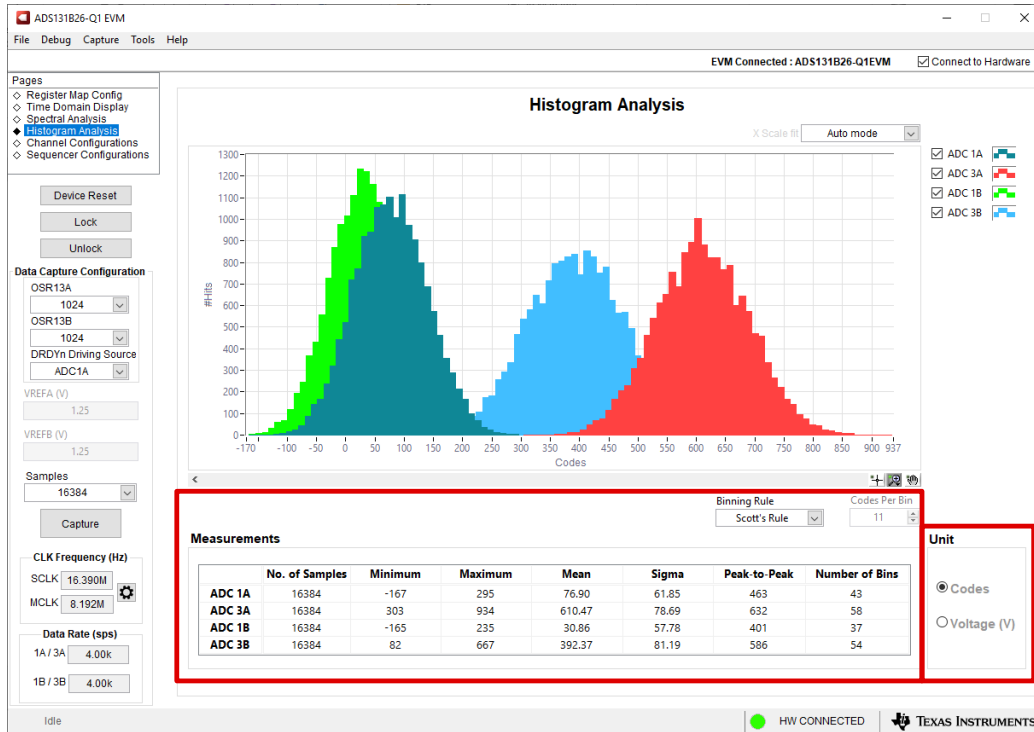 ADS131B26-Q1 EVM
File Debug Capture Tools Help
EVM Connected : ADS131B26-Q1EVM Connect to Hardware
Pages
Register Map Config
Time Domain Display
Spectral Analysis
Histogram Analysis
Channel Configurations
Sequencer Configurations
Device Reset
Lock
Unlock
Data Capture Configuration
OSR13A
1024
OSR13B
1024
DRDYn Driving Source
ADC1A
VREFA (V)
1.25
VREFB (V)
1.25
Samples
16384
Capture
CLK Frequency (Hz)
SCLK 16.390M
MCLK 8.192M
Data Rate (sps)
1A / 3A 4.00k
1B / 3B 4.00k
Histogram Analysis
X Scale fit Auto mode
ADC 1A
ADC 3A
ADC 1B
ADC 3B
#Hits
1300
1200
1100
1000
900
800
700
600
500
400
300
200
100
0
-170 -100 -50 0 50 100 150 200 250 300 350 400 450 500 550 600 650 700 750 800 850 900 937
Codes
Binning Rule Codes Per Bin
Scott's Rule 11
Measurements
No. of Samples Minimum Maximum Mean Sigma Peak-to-Peak Number of Bins
ADC 1A 16384 -167 295 76.90 61.85 463 43
ADC 3A 16384 303 934 610.47 78.69 632 58
ADC 1B 16384 -165 235 30.86 57.78 401 37
ADC 3B 16384 82 667 392.37 81.19 586 54
Unit
Codes
Voltage (V)
Idle HW CONNECTED TEXAS INSTRUMENTS